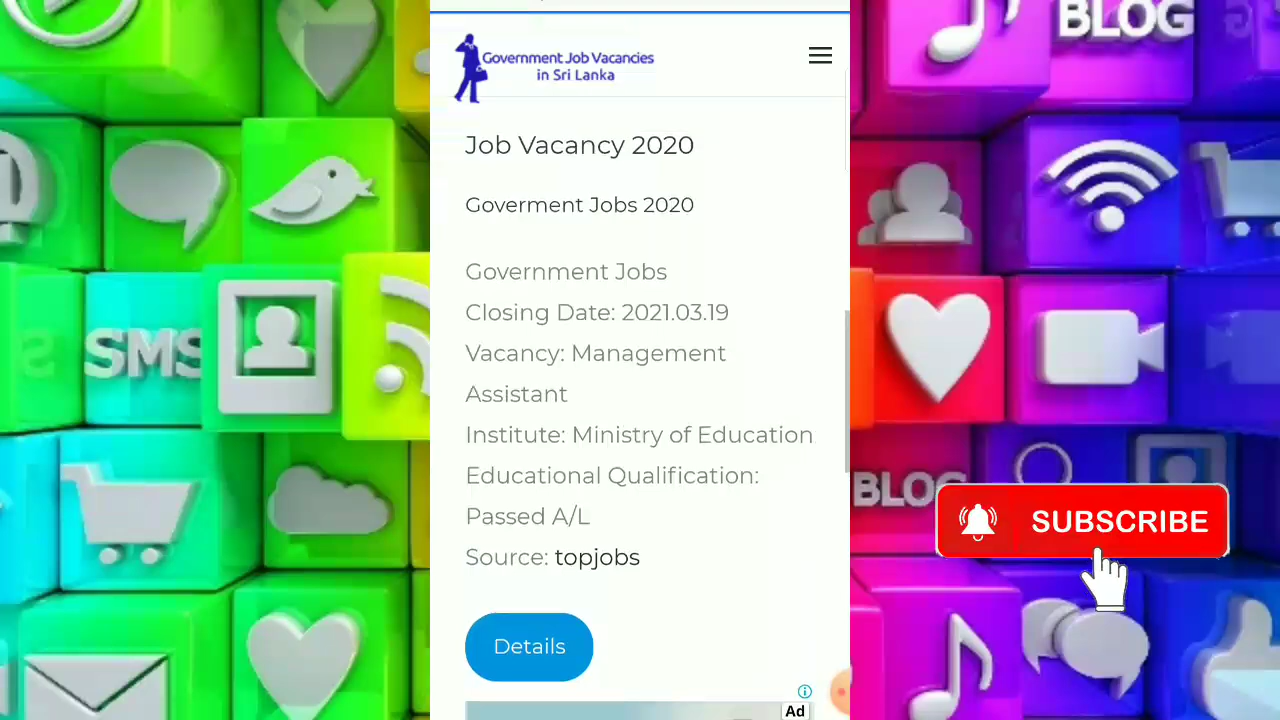 BLOG
Government Job Vacancies
in Sri Lanka
Job Vacancy 2020
Goverment Jobs 2020
Government Jobs
Closing Date: 2021.03.19
Vacancy: Management
Assistant
Institute: Ministry of Education
Educational Qualification:
Passed A/L
Source: topjobs
Details
Ad
SMS
BLOG
SUBSCRIBE